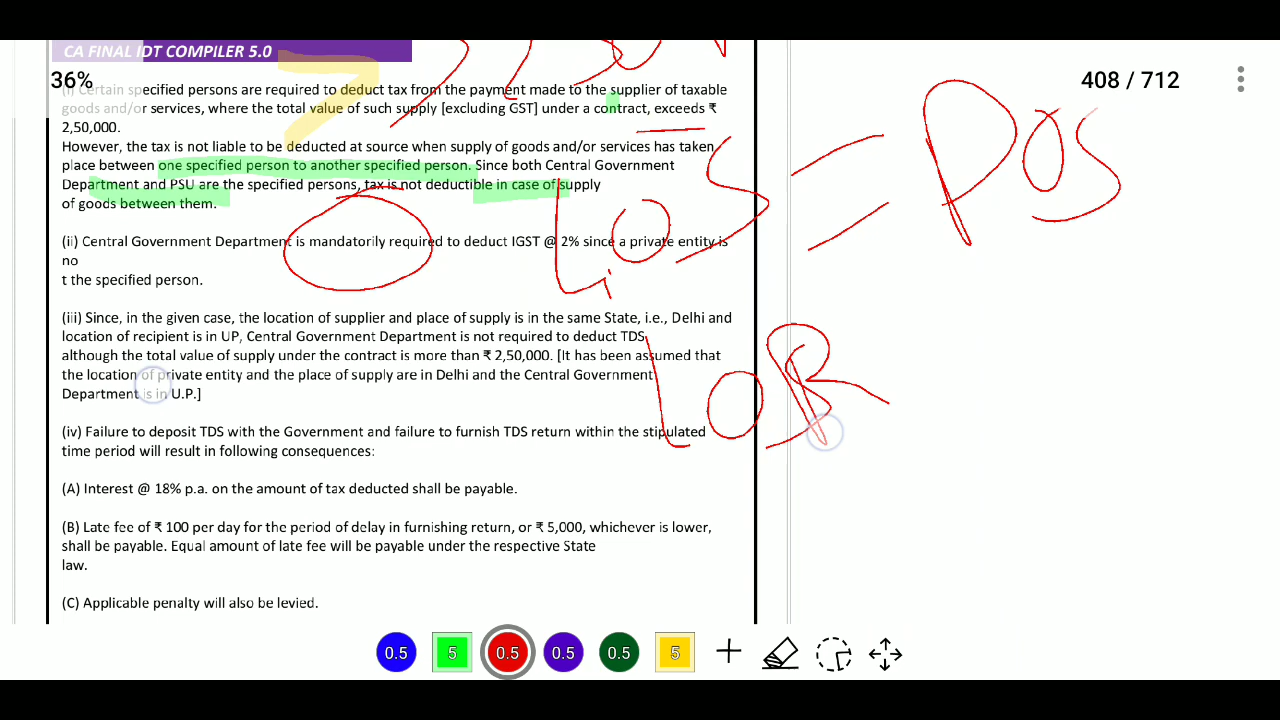 CA FINAL IDT COMPILER 5.0
36%
408 / 712
(i) Certain specified persons are required to deduct tax from the payment made to the supplier of taxable
goods and/or services, where the total value of such supply [excluding GST] under a contract, exceeds ₹
2,50,000.
However, the tax is not liable to be deducted at source when supply of goods and/or services has taken
place between one specified person to another specified person. Since both Central Government
Department and PSU are the specified persons, tax is not deductible in case of supply
of goods between them.
LOS = POS
(ii) Central Government Department is mandatorily required to deduct IGST @ 2% since a private entity is
no
t the specified person.
(iii) Since, in the given case, the location of supplier and place of supply is in the same State, i.e., Delhi and
location of recipient is in UP, Central Government Department is not required to deduct TDS
although the total value of supply under the contract is more than ₹ 2,50,000. [It has been assumed that
the location of private entity and the place of supply are in Delhi and the Central Government
Department is in U.P.]
LOR
(iv) Failure to deposit TDS with the Government and failure to furnish TDS return within the stipulated
time period will result in following consequences:
(A) Interest @ 18% p.a. on the amount of tax deducted shall be payable.
(B) Late fee of ₹ 100 per day for the period of delay in furnishing return, or ₹ 5,000, whichever is lower,
shall be payable. Equal amount of late fee will be payable under the respective State
law.
(C) Applicable penalty will also be levied.
0.5 5 0.5 0.5 0.5 5